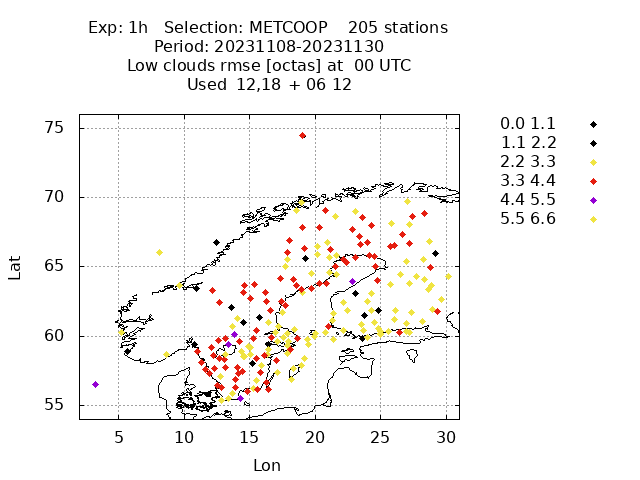 Exp: 1h   Selection: METCOOP    205 stations
Period: 20231108-20231130
Low clouds rmse [octas] at  00 UTC
Used  12,18 + 06 12
0.0 1.1
1.1 2.2
2.2 3.3
3.3 4.4
4.4 5.5
5.5 6.6
75
70
65
60
55
Lat
5 10 15 20 25 30
Lon